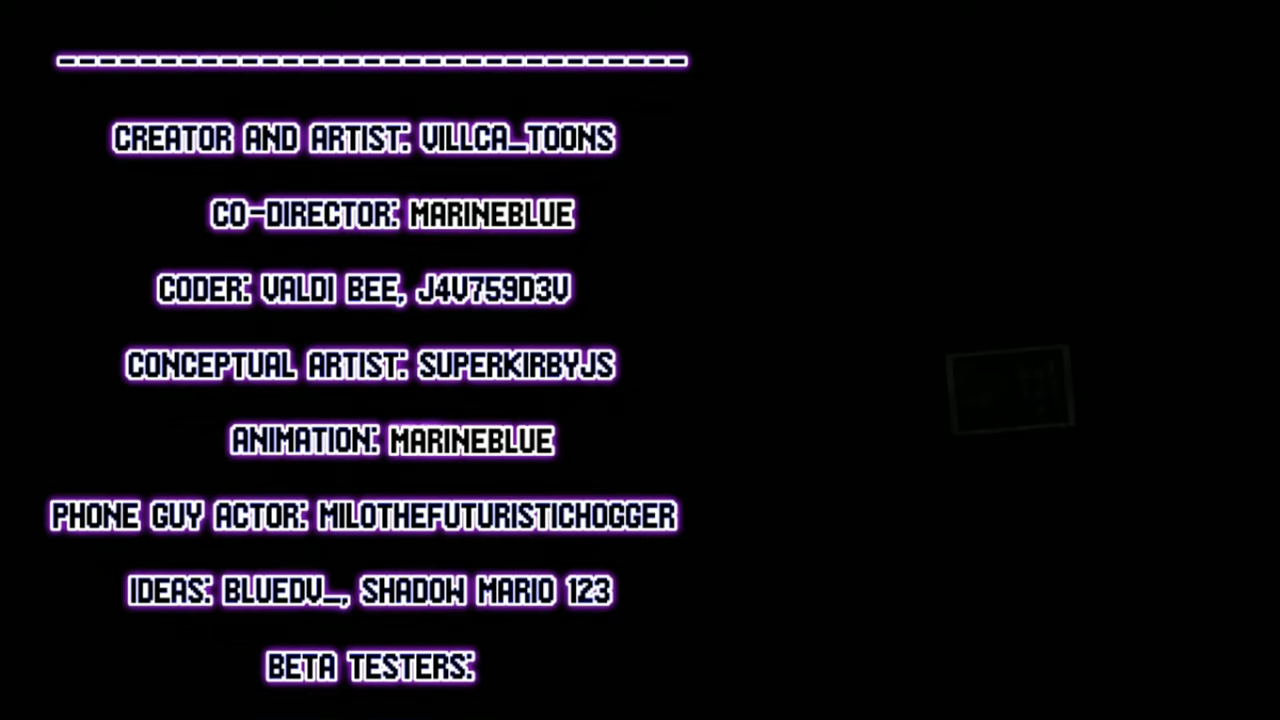 --------------------------------
CREATOR AND ARTIST: VILLCA_TOONS
CO-DIRECTOR: MARINEBLUE
CODER: VALDI BEE, J4V759D3V
CONCEPTUAL ARTIST: SUPERKIRBYJS
ANIMATION: MARINEBLUE
PHONE GUY ACTOR: MILOTHEFUTURISTICHOGGER
IDEAS: BLUEDV_, SHADOW MARIO 123
BETA TESTERS: